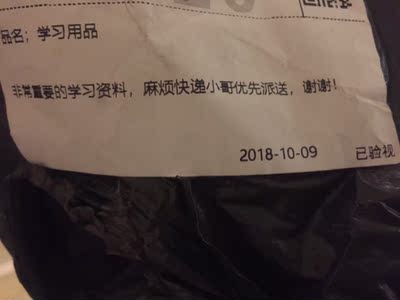 品名：学习用品
非常重要的学习资料，麻烦快递小哥优先派送，谢谢！
2018-10-09 已验视